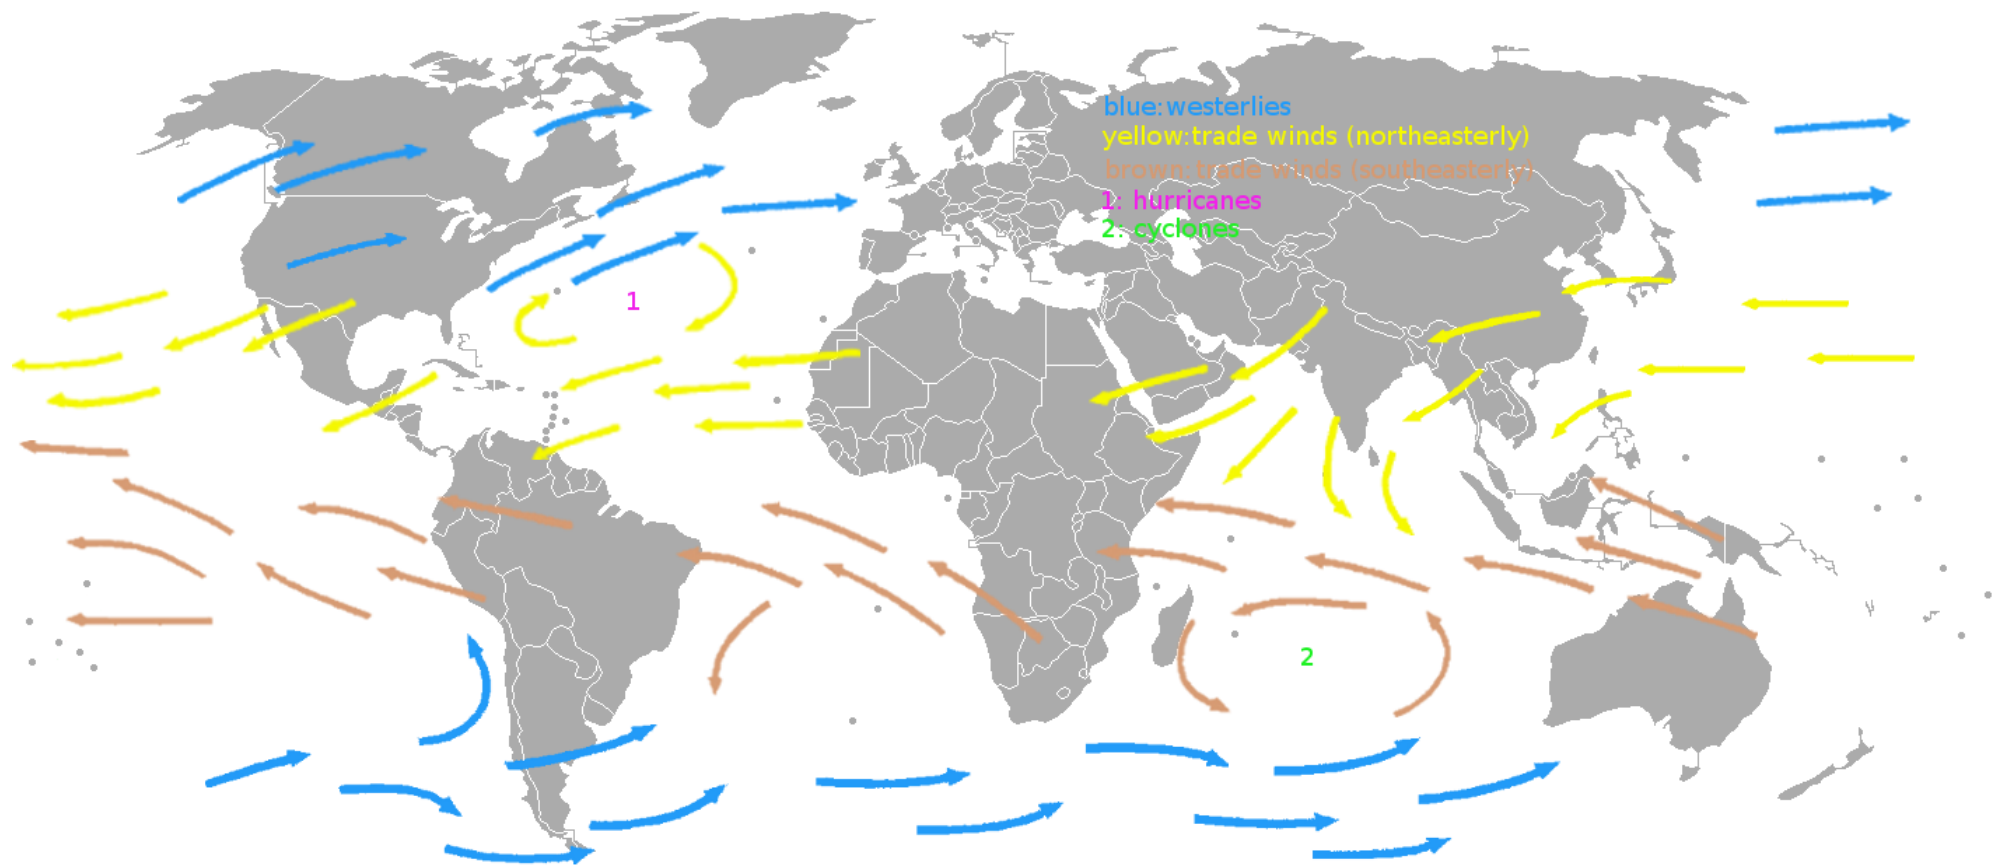 blue:westerlies
yellow:trade winds (northeasterly)
brown:trade winds (southeasterly)
1: hurricanes
2: cyclones
1
2